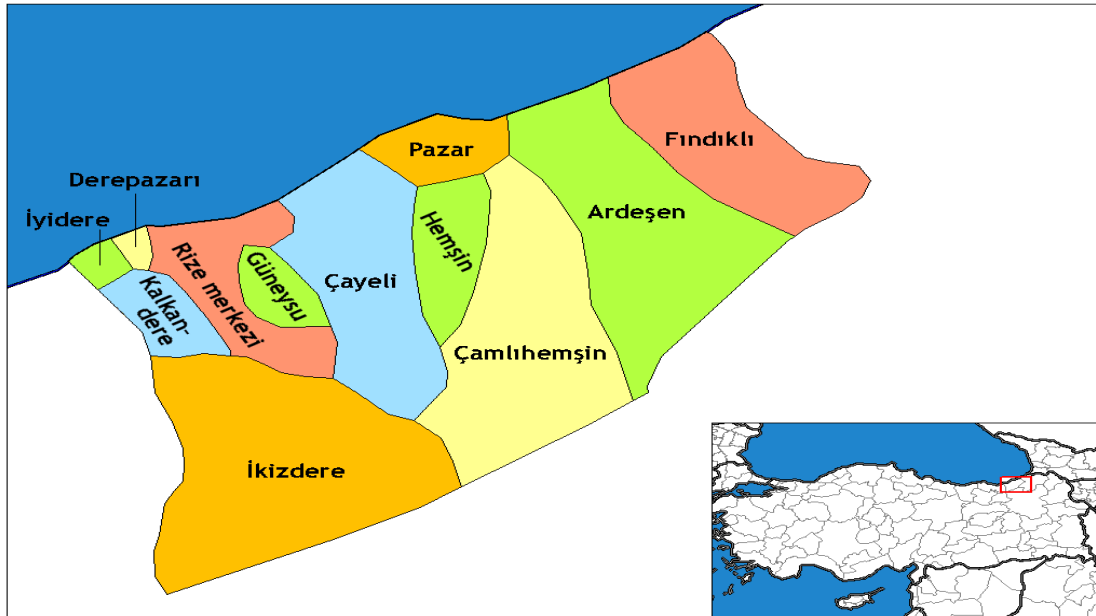 Fındıklı
Pazar
Derepazarı
Ardeşen
İyidere
Hemşin
Rize merkezi
Güneysu
Çayeli
Kalkan-
dere
Çamlıhemşin
İkizdere